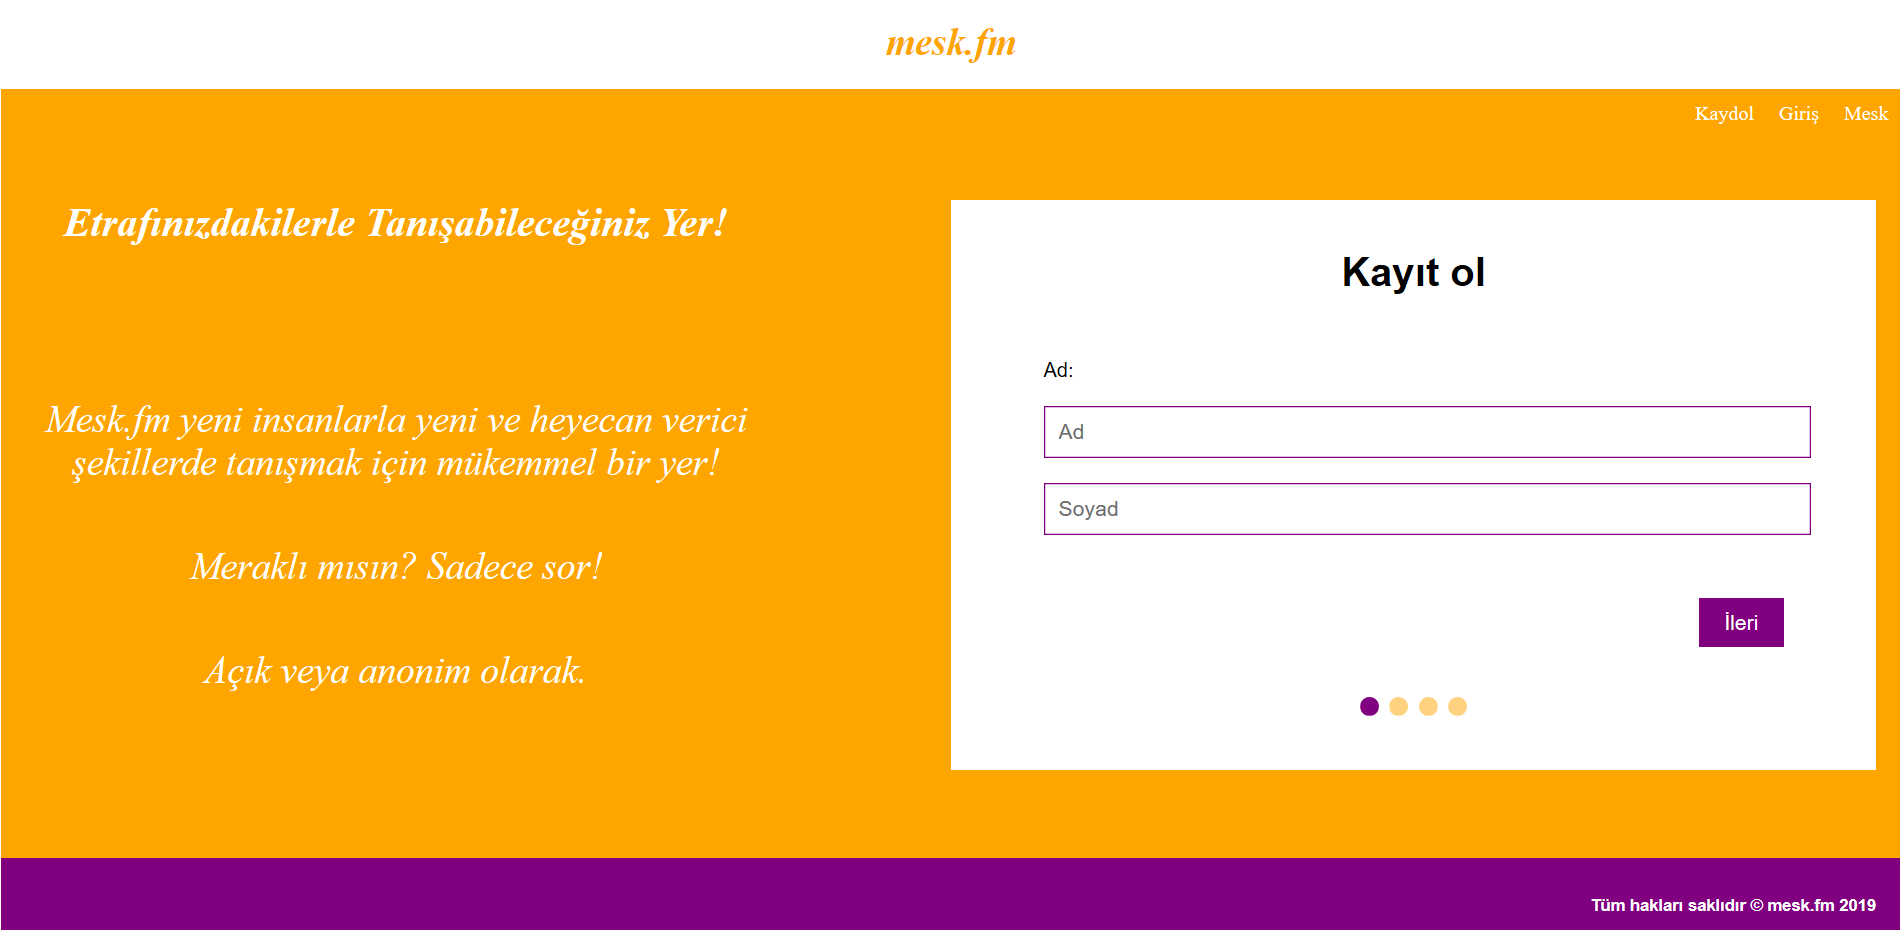 mesk.fm
Kaydol Giriş Mesk
Etrafınızdakilerle Tanışabileceğiniz Yer!
Mesk.fm yeni insanlarla yeni ve heyecan verici
şekillerde tanışmak için mükemmel bir yer!
Meraklı mısın? Sadece sor!
Açık veya anonim olarak.
Kayıt ol
Ad:
Ad
Soyad
İleri
Tüm hakları saklıdır © mesk.fm 2019